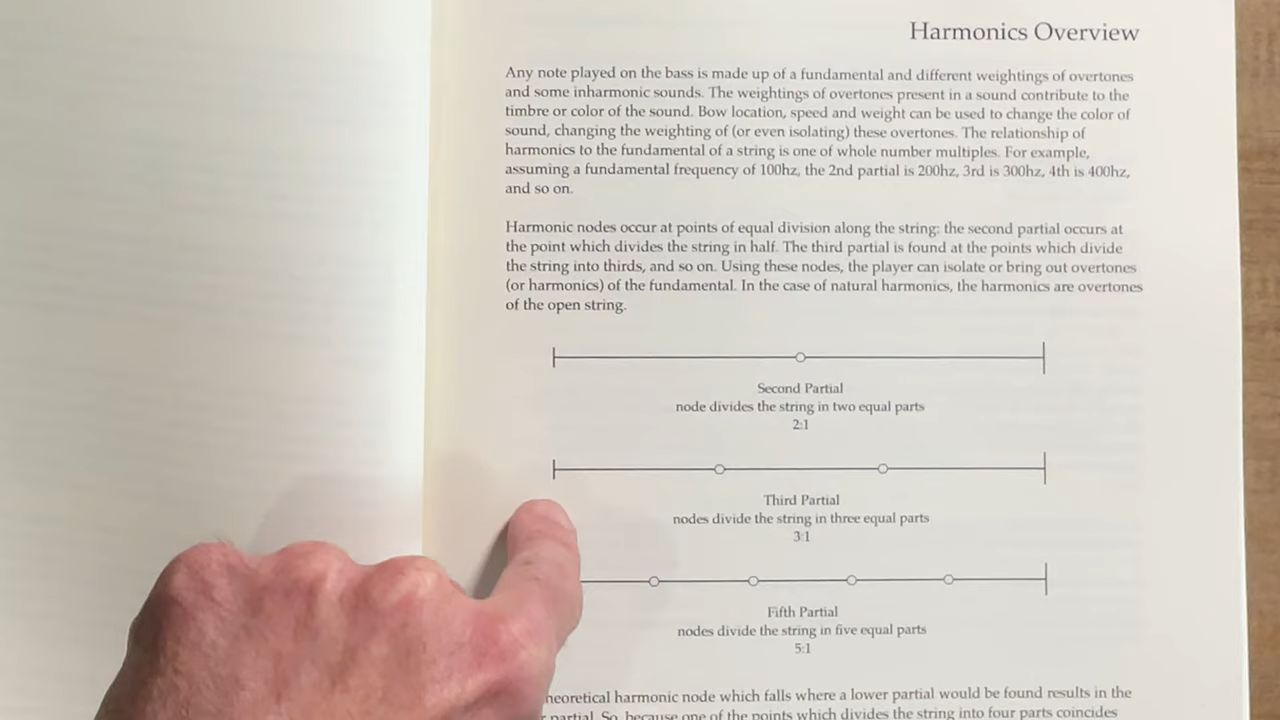 Harmonics Overview
Any note played on the bass is made up of a fundamental and different weightings of overtones
and some inharmonic sounds. The weightings of overtones present in a sound contribute to the
timbre or color of the sound. Bow location, speed and weight can be used to change the color of
sound, changing the weighting of (or even isolating) these overtones. The relationship of
harmonics to the fundamental of a string is one of whole number multiples. For example,
assuming a fundamental frequency of 100hz, the 2nd partial is 200hz, 3rd is 300hz, 4th is 400hz,
and so on.
Harmonic nodes occur at points of equal division along the string: the second partial occurs at
the point which divides the string in half. The third partial is found at the points which divide
the string into thirds, and so on. Using these nodes, the player can isolate or bring out overtones
(or harmonics) of the fundamental. In the case of natural harmonics, the harmonics are overtones
of the open string.
Second Partial
node divides the string in two equal parts
2:1
Third Partial
nodes divide the string in three equal parts
3:1
Fifth Partial
nodes divide the string in five equal parts
5:1
heoretical harmonic node which falls where a lower partial would be found results in the
partial. So, because one of the points which divides the string into four parts coincides